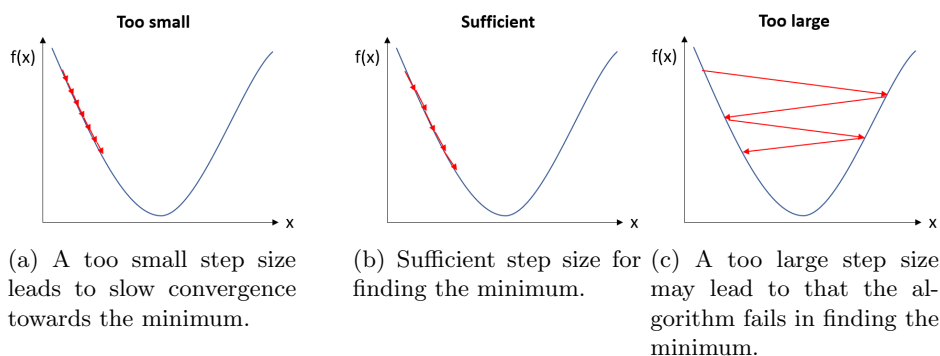 Too small
f(x)
x
(a) A too small step size
leads to slow convergence
towards the minimum.
Sufficient
f(x)
x
(b) Sufficient step size for
finding the minimum.
Too large
f(x)
x
(c) A too large step size
may lead to that the al-
gorithm fails in finding the
minimum.